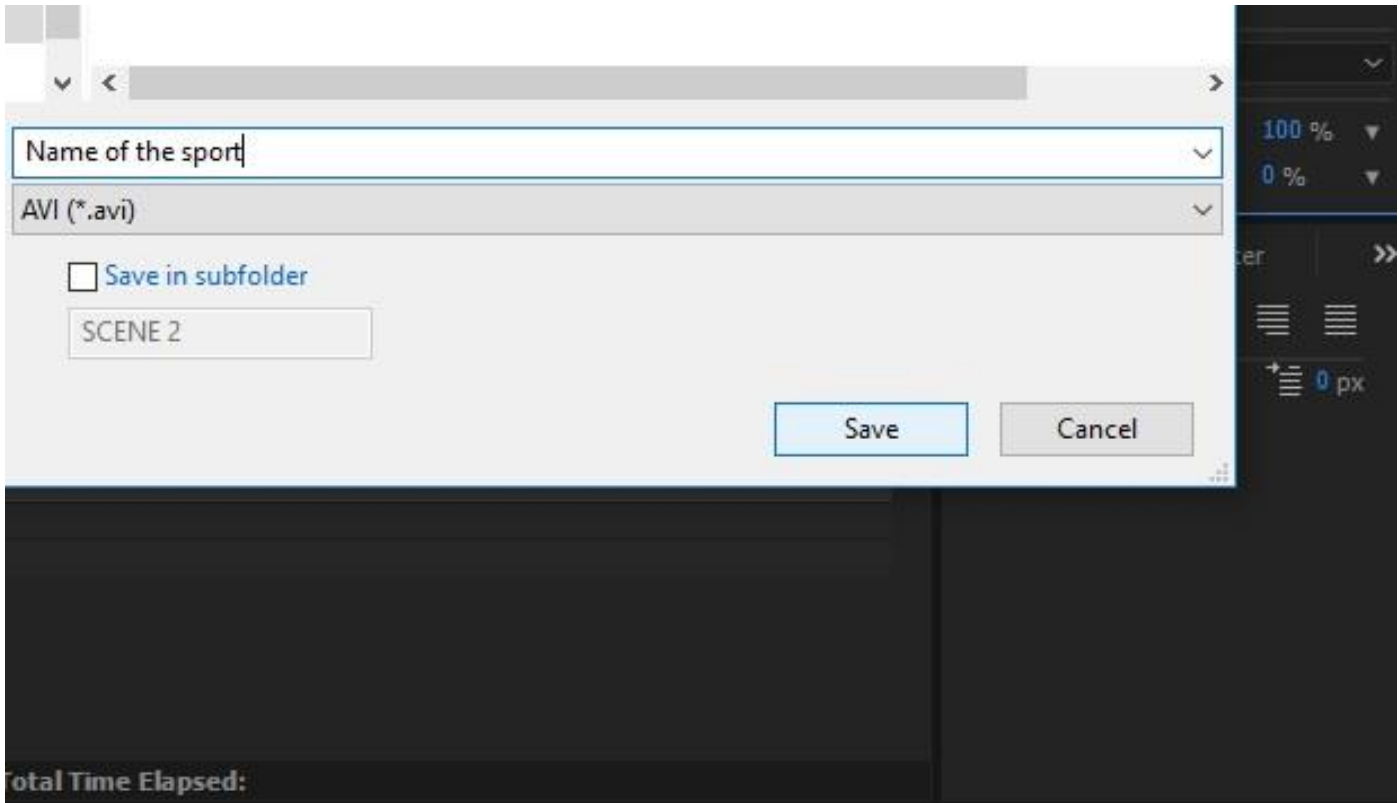 Name of the sport
100 %
0 %
AVI (*.avi)
Save in subfolder
SCENE 2
0 px
Save
Cancel
Total Time Elapsed: